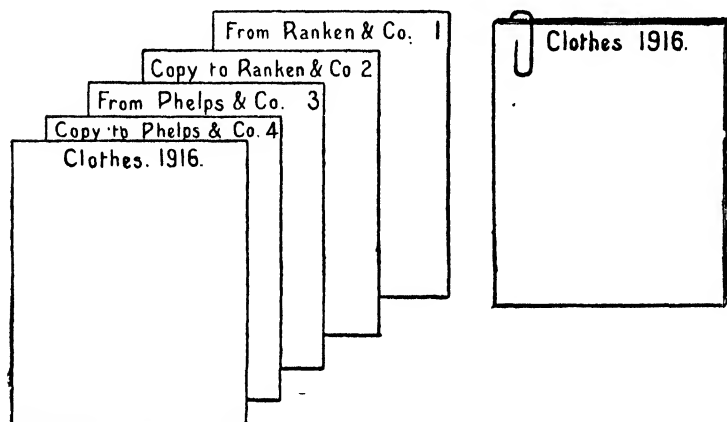 From Ranken & Co. 1
Copy to Ranken & Co 2
From Phelps & Co. 3
Copy to Phelps & Co. 4
Clothes. 1916.
Clothes 1916.